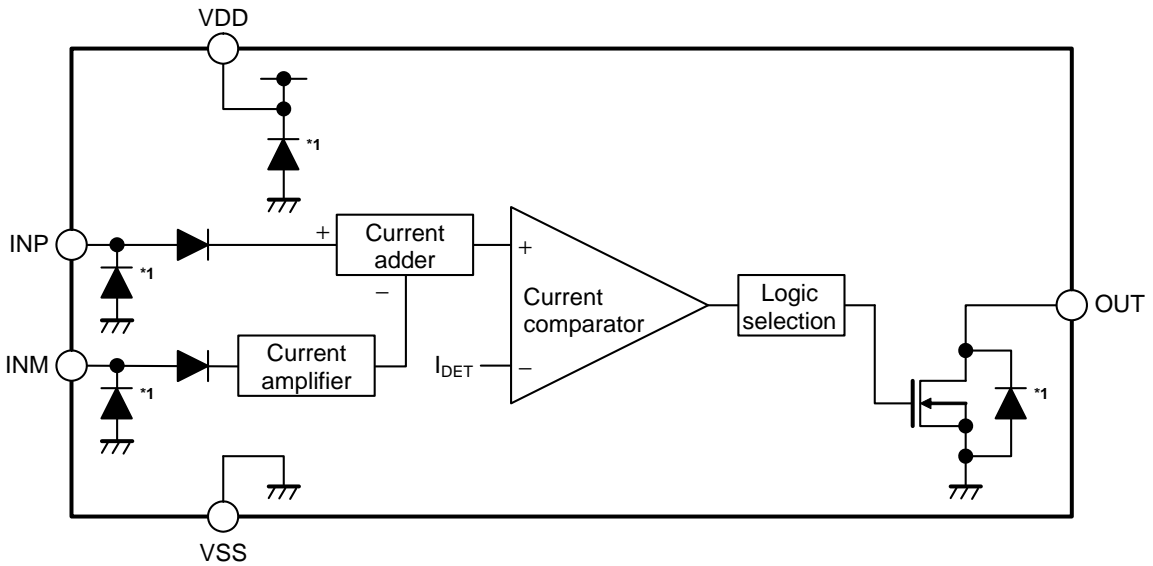 VDD
*1
INP
+
Current
adder
+
*1
−
Current
comparator
Logic
selection
OUT
INM
Current
amplifier
IDET
−
*1
*1
VSS